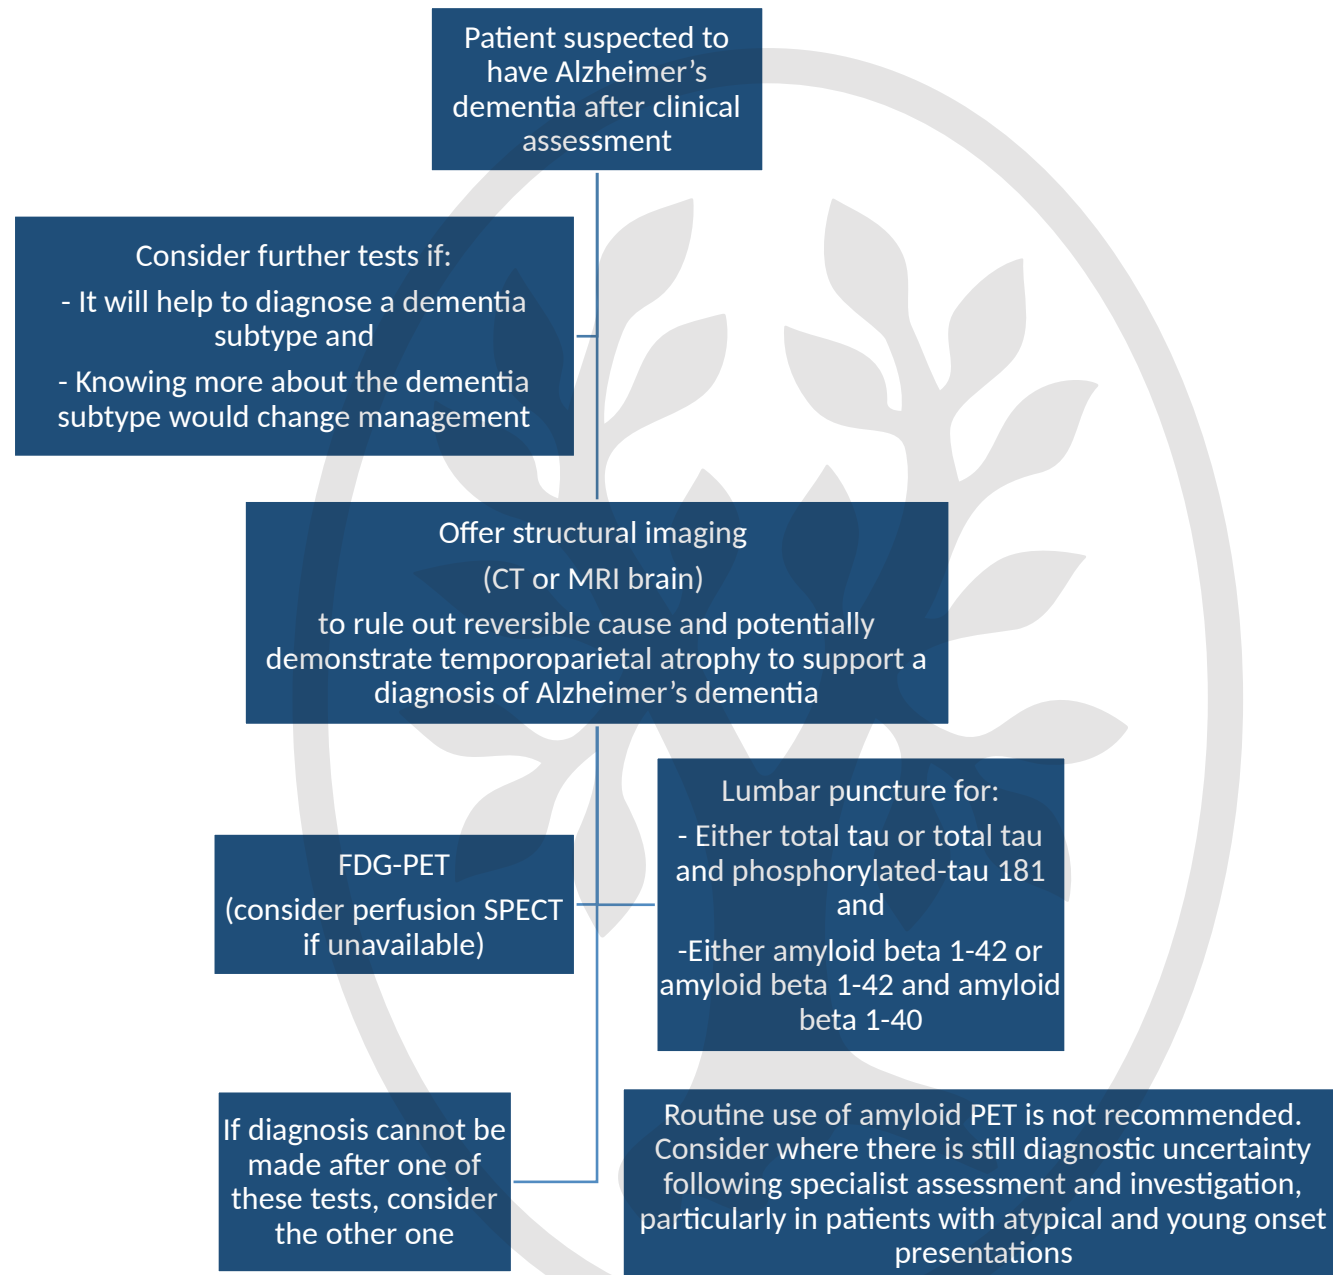 Patient suspected to
have Alzheimer’s
dementia after clinical
assessment
Consider further tests if:
- It will help to diagnose a dementia
subtype and
- Knowing more about the dementia
subtype would change management
Offer structural imaging
(CT or MRI brain)
to rule out reversible cause and potentially
demonstrate temporoparietal atrophy to support a
diagnosis of Alzheimer’s dementia
FDG-PET
(consider perfusion SPECT
if unavailable)
Lumbar puncture for:
- Either total tau or total tau
and phosphorylated-tau 181
and
-Either amyloid beta 1-42 or
amyloid beta 1-42 and amyloid
beta 1-40
If diagnosis cannot be
made after one of
these tests, consider
the other one
Routine use of amyloid PET is not recommended.
Consider where there is still diagnostic uncertainty
following specialist assessment and investigation,
particularly in patients with atypical and young onset
presentations